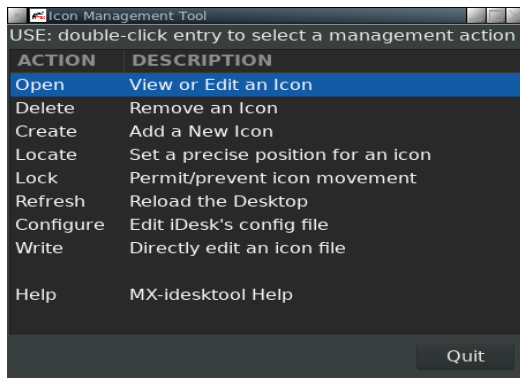 Icon Management Tool
USE: double-click entry to select a management action
ACTION DESCRIPTION
Open View or Edit an Icon
Delete Remove an Icon
Create Add a New Icon
Locate Set a precise position for an icon
Lock Permit/prevent icon movement
Refresh Reload the Desktop
Configure Edit iDesk's config file
Write Directly edit an icon file
Help MX-idesktool Help
Quit